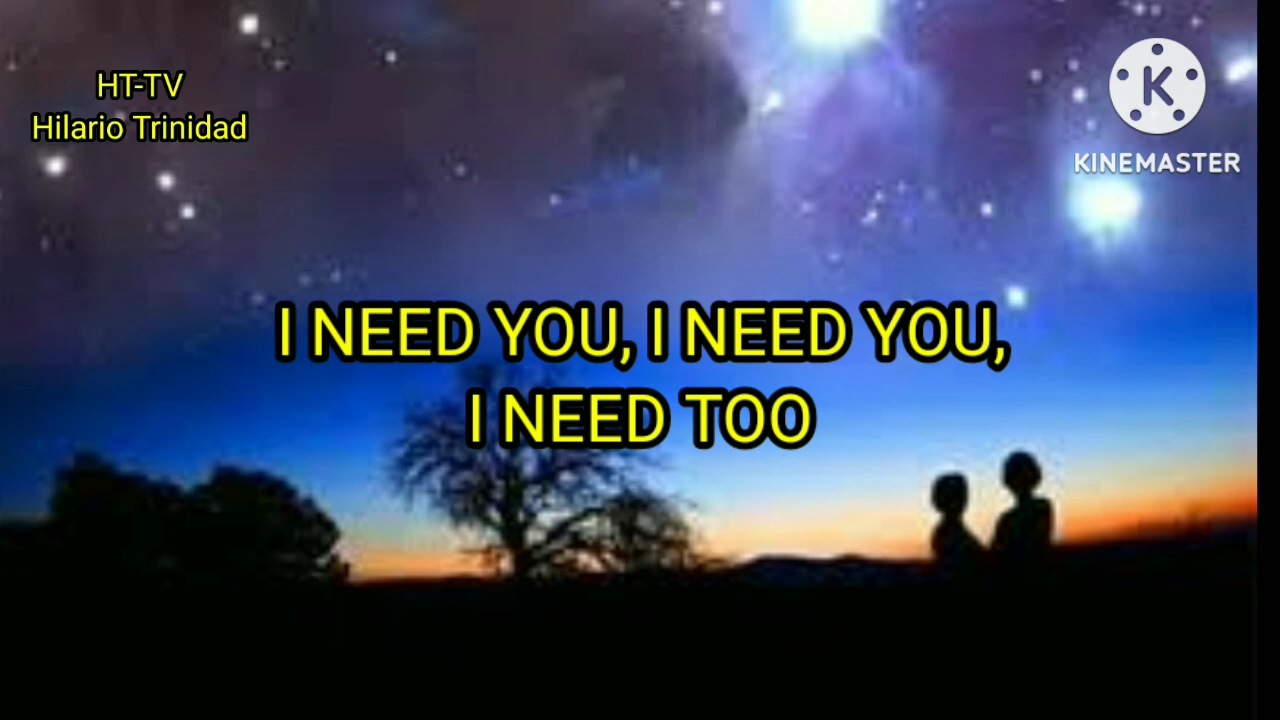 HT-TV
Hilario Trinidad
K
KINEMASTER
I NEED YOU, I NEED YOU,
I NEED TOO